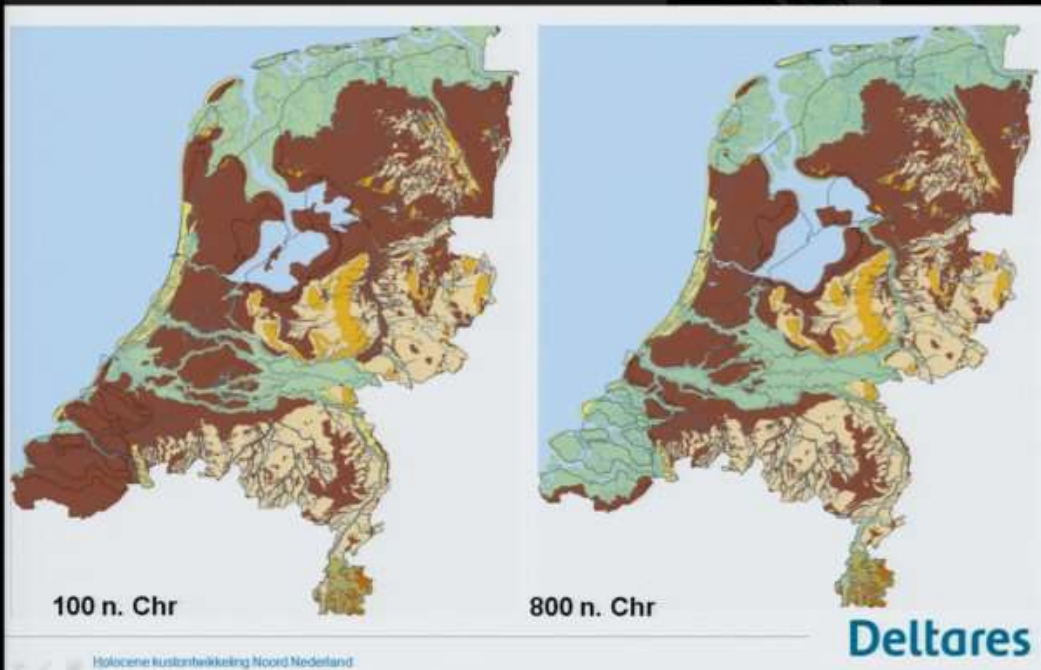 100 n. Chr
800 n. Chr
Deltares
Holocene kustontwikkeling Noord Nederland